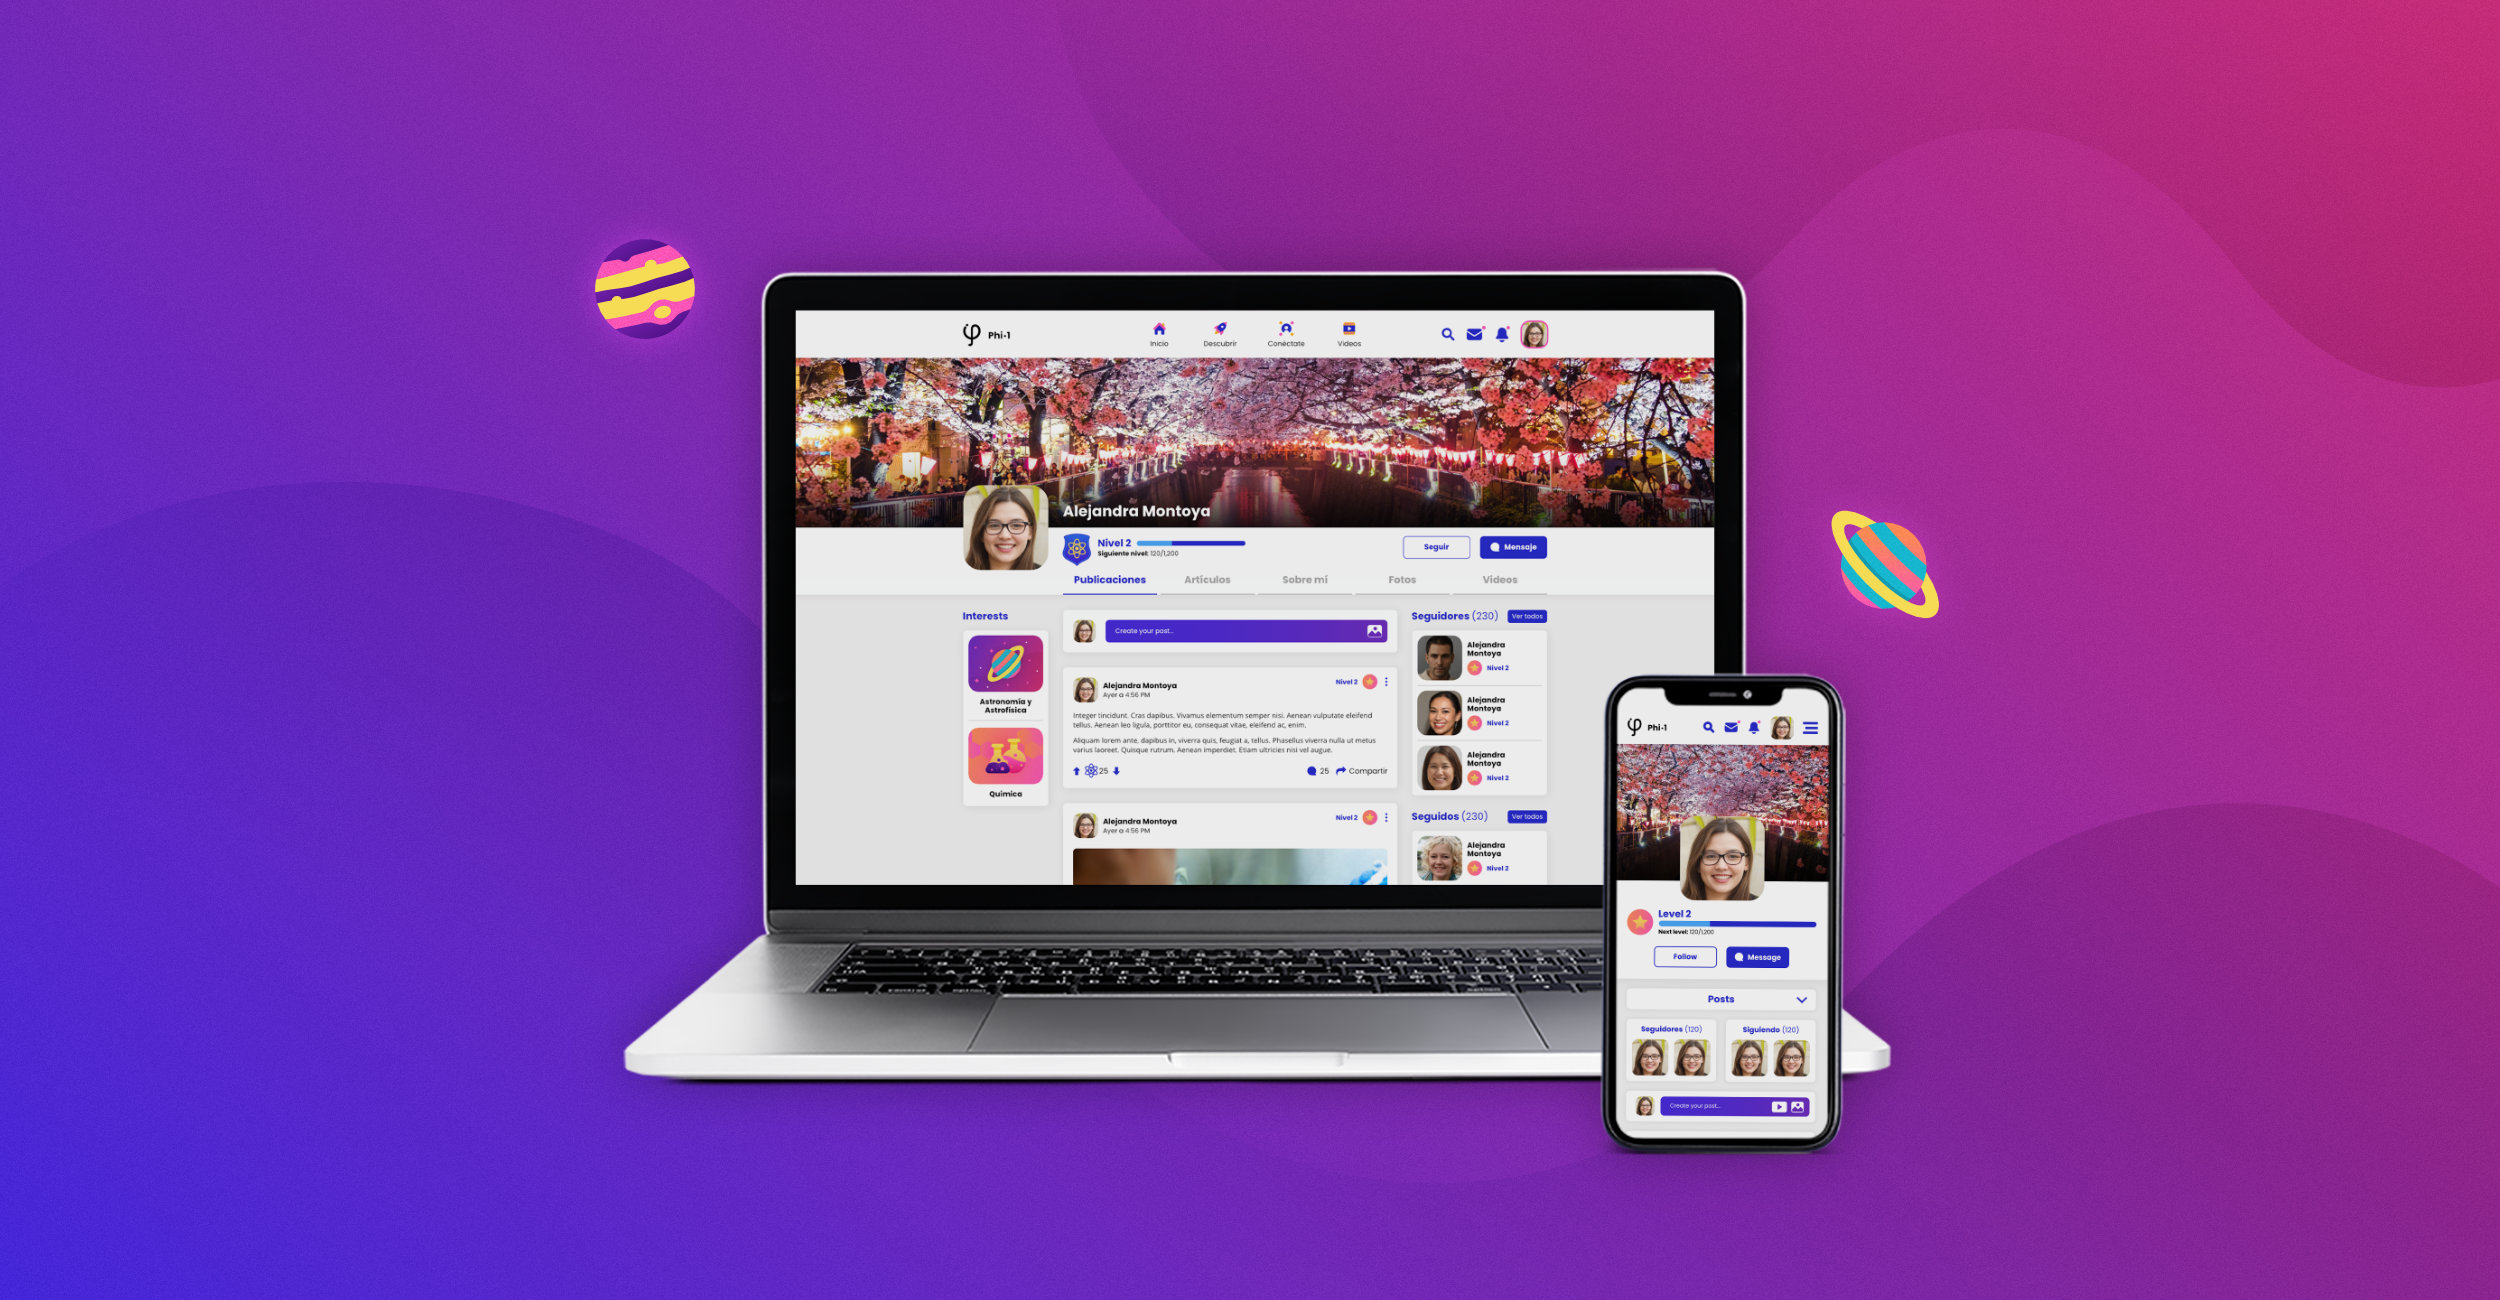 Phi·1
Inicio
Descubrir
Conéctate
Videos
Alejandra Montoya
Nivel 2
Siguiente nivel: 120/1,200
Seguir
Mensaje
Publicaciones
Artículos
Sobre mí
Fotos
Videos
Interests
Astronomía y
Astrofísica
Química
Create your post...
Alejandra Montoya
Ayer a 4:56 PM
Nivel 2
Integer tincidunt. Cras dapibus. Vivamus elementum semper nisi. Aenean vulputate eleifend
tellus. Aenean leo ligula, porttitor eu, consequat vitae, eleifend ac, enim.
Aliquam lorem ante, dapibus in, viverra quis, feugiat a, tellus. Phasellus viverra nulla ut metus
varius laoreet. Quisque rutrum. Aenean imperdiet. Etiam ultricies nisi vel augue.
25
25
Compartir
Alejandra Montoya
Ayer a 4:56 PM
Nivel 2
Seguidores (230)
Ver todos
Alejandra
Montoya
Nivel 2
Alejandra
Montoya
Nivel 2
Alejandra
Montoya
Nivel 2
Seguidos (230)
Ver todos
Alejandra
Montoya
Nivel 2
Phi·1
Level 2
Next level: 120/1,200
Follow
Message
Posts
Seguidores (120)
Siguiendo (120)
Create your post...